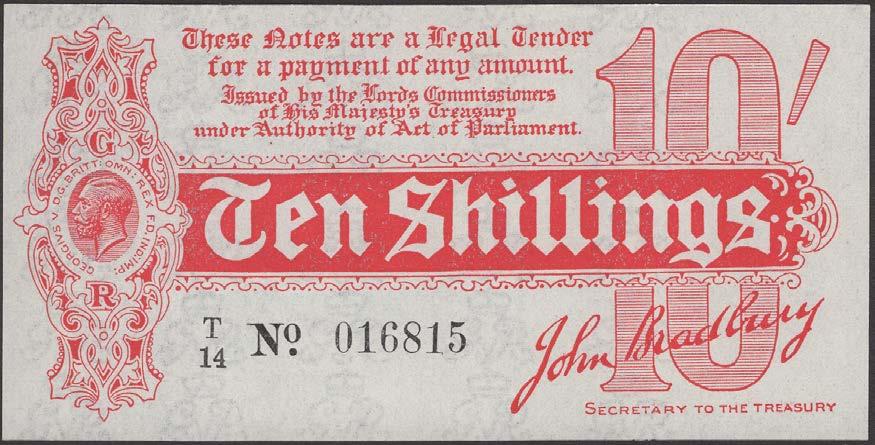 These Notes are a Legal Tender
for a payment of any amount.
Issued by the Lords Commissioners
of His Majesty's Treasury
under Authority of Act of Parliament.
10/
G
GEORGIVS V. D.G. BRITT: OMN: REX F.D. IND: IMP:
R
Ten Shillings.
T/14 No. 016815
10
John Bradbury
SECRETARY TO THE TREASURY